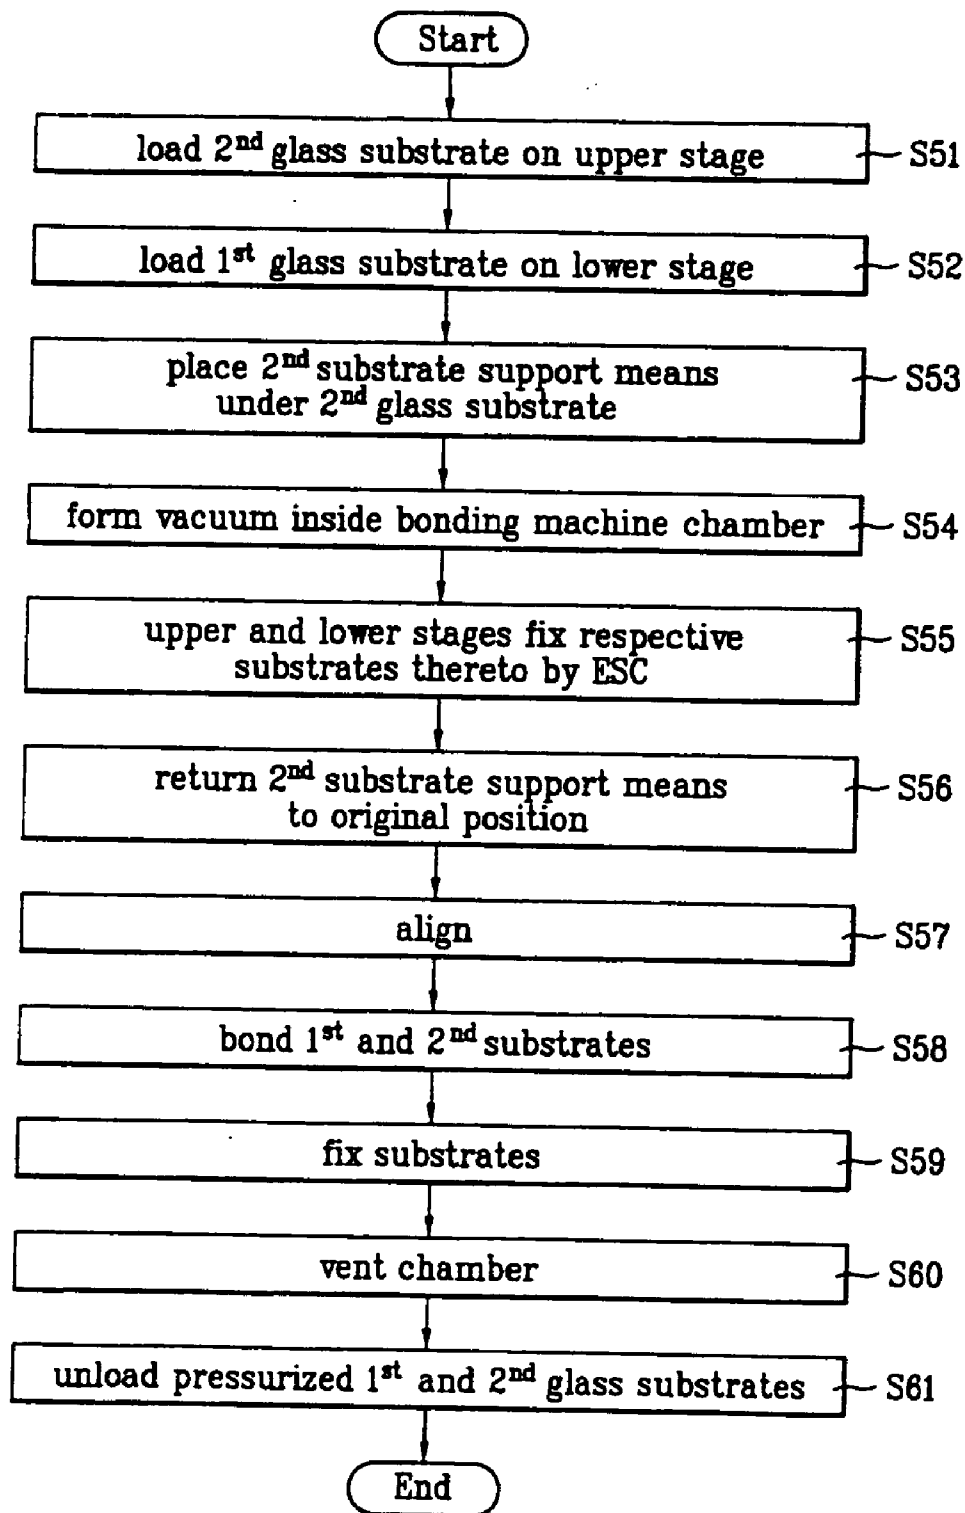 Start
load 2nd glass substrate on upper stage
S51
load 1st glass substrate on lower stage
S52
place 2nd substrate support means
under 2nd glass substrate
S53
form vacuum inside bonding machine chamber
S54
upper and lower stages fix respective
substrates thereto by ESC
S55
return 2nd substrate support means
to original position
S56
align
S57
bond 1st and 2nd substrates
S58
fix substrates
S59
vent chamber
S60
unload pressurized 1st and 2nd glass substrates
S61
End